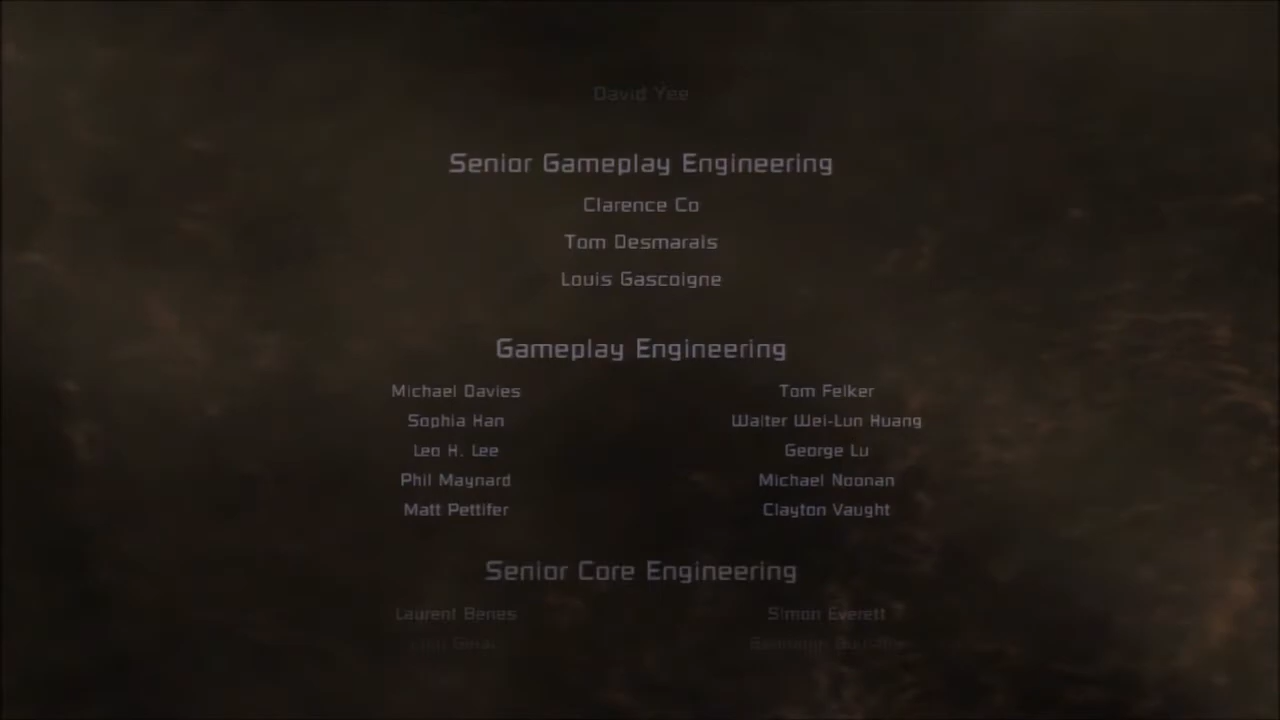 David Yee
Senior Gameplay Engineering
Clarence Co
Tom Desmarais
Louis Gascoigne
Gameplay Engineering
Michael Davies Tom Felker
Sophia Han Walter Wei-Lun Huang
Leo H. Lee George Lu
Phil Maynard Michael Noonan
Matt Pettifer Clayton Vaught
Senior Core Engineering
Laurent Benes Simon Everett